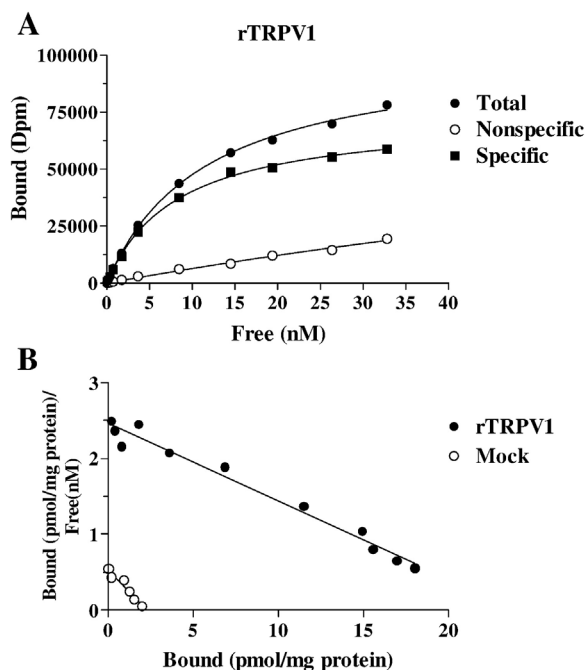 A
rTRPV1
Bound (Dpm)
100000
75000
50000
25000
0
0 5 10 15 20 25 30 35 40
Free (nM)
Total
Nonspecific
Specific
B
Bound (pmol/mg protein)/
Free(nM)
3
2
1
0
0 5 10 15 20
Bound (pmol/mg protein)
rTRPV1
Mock